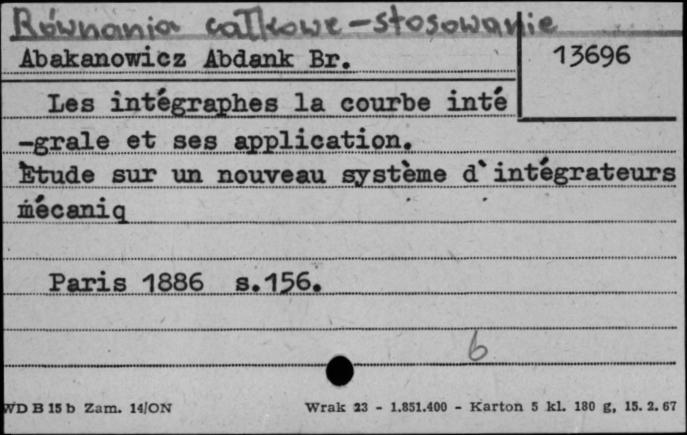 Równania całkowe-stosowanie
Abakanowicz Abdank Br.
13696
Les intégraphes la courbe inté
-grale et ses application.
Étude sur un nouveau système d`intégrateurs
mécaniq
Paris 1886 s.156.
6
WD B 15 b Zam. 14/ON
Wrak 23 - 1.851.400 - Karton 5 kl. 180 g, 15. 2. 67